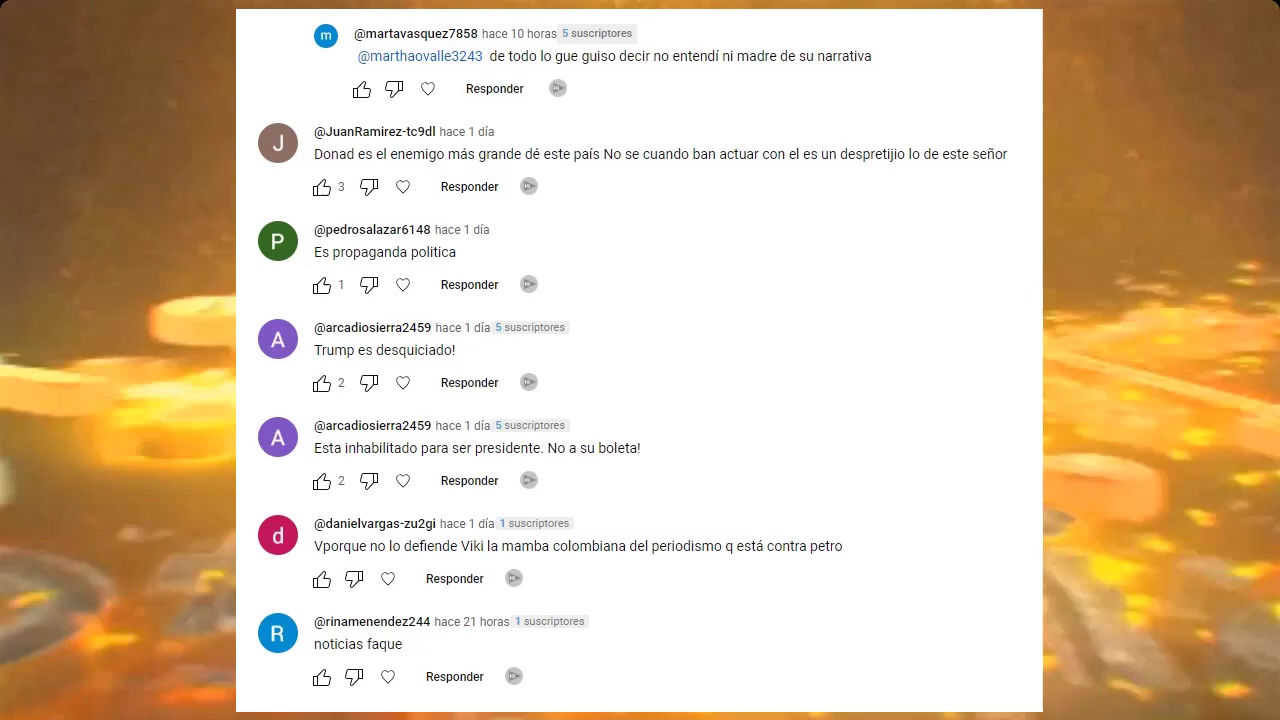 m
@martavasquez7858 hace 10 horas 5 suscriptores
@marthaovalle3243 de todo lo gue guiso decir no entendí ni madre de su narrativa
Responder
J
@JuanRamirez-tc9dl hace 1 día
Donad es el enemigo más grande dé este país No se cuando ban actuar con el es un despretijio lo de este señor
3 Responder
P
@pedrosalazar6148 hace 1 día
Es propaganda politica
1 Responder
A
@arcadiosierra2459 hace 1 día 5 suscriptores
Trump es desquiciado!
2 Responder
A
@arcadiosierra2459 hace 1 día 5 suscriptores
Esta inhabilitado para ser presidente. No a su boleta!
2 Responder
d
@danielvargas-zu2gi hace 1 día 1 suscriptores
Vporque no lo defiende Viki la mamba colombiana del periodismo q está contra petro
Responder
R
@rinamenendez244 hace 21 horas 1 suscriptores
noticias faque
Responder